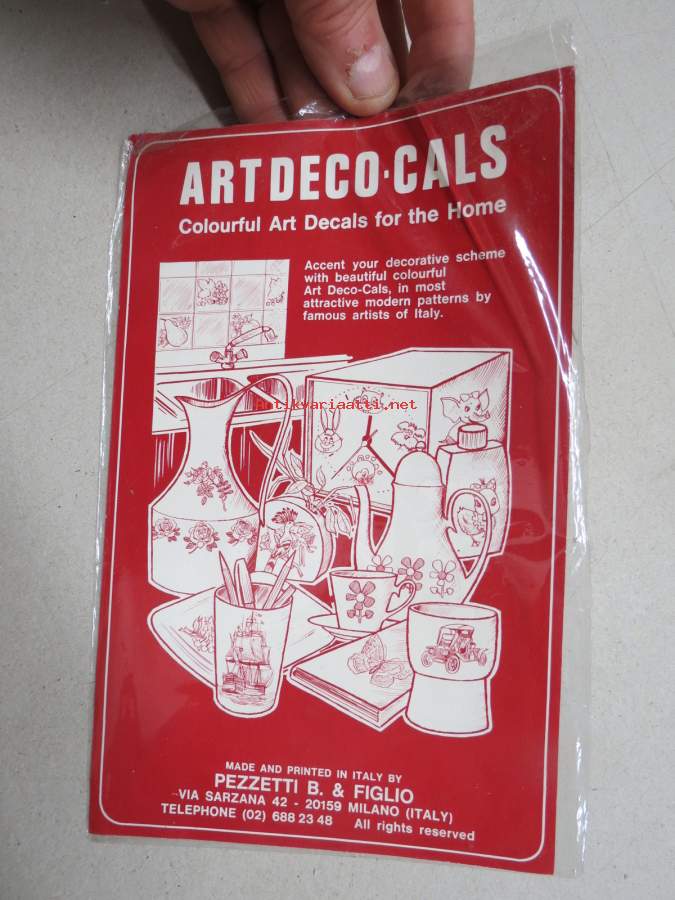 ART DECO·CALS
Colourful Art Decals for the Home
Accent your decorative scheme
with beautiful colourful
Art Deco-Cals, in most
attractive modern patterns by
famous artists of Italy.
Antikvariaatti.net
MADE AND PRINTED IN ITALY BY
PEZZETTI B. & FIGLIO
VIA SARZANA 42 - 20159 MILANO (ITALY)
TELEPHONE (02) 688 23 48 All rights reserved